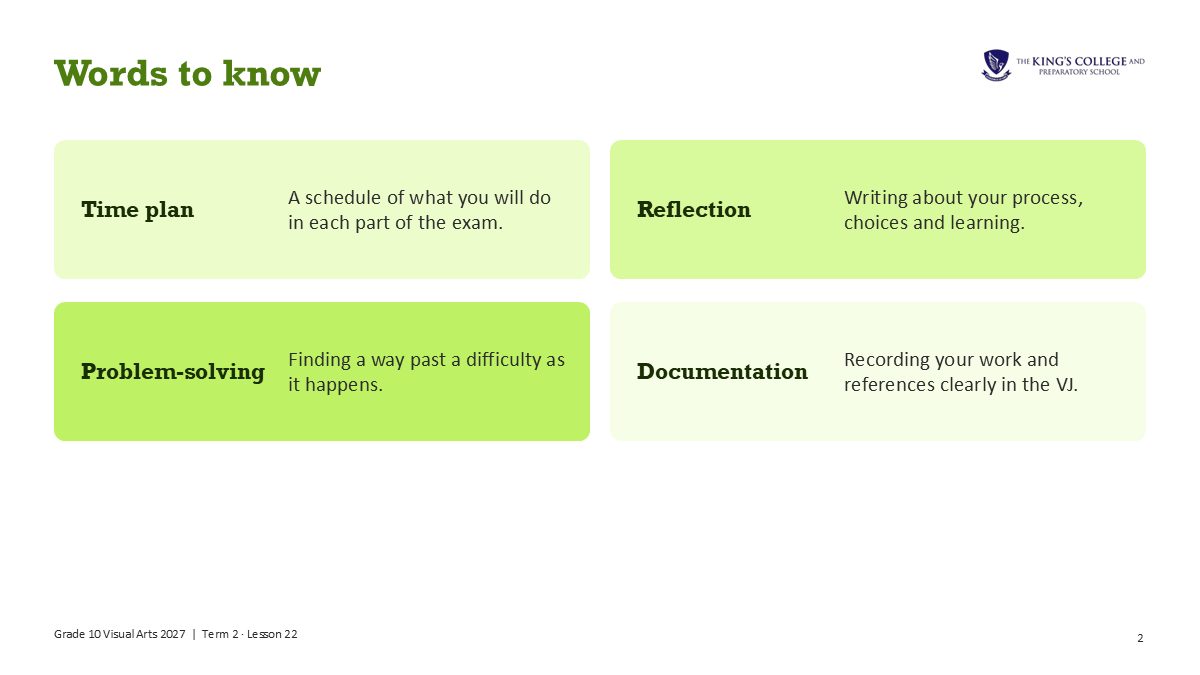 Words to know
THE KING'S COLLEGE AND
PREPARATORY SCHOOL
Time plan
A schedule of what you will do
in each part of the exam.
Reflection
Writing about your process,
choices and learning.
Problem-solving
Finding a way past a difficulty as
it happens.
Documentation
Recording your work and
references clearly in the VJ.
Grade 10 Visual Arts 2027 | Term 2 · Lesson 22
2